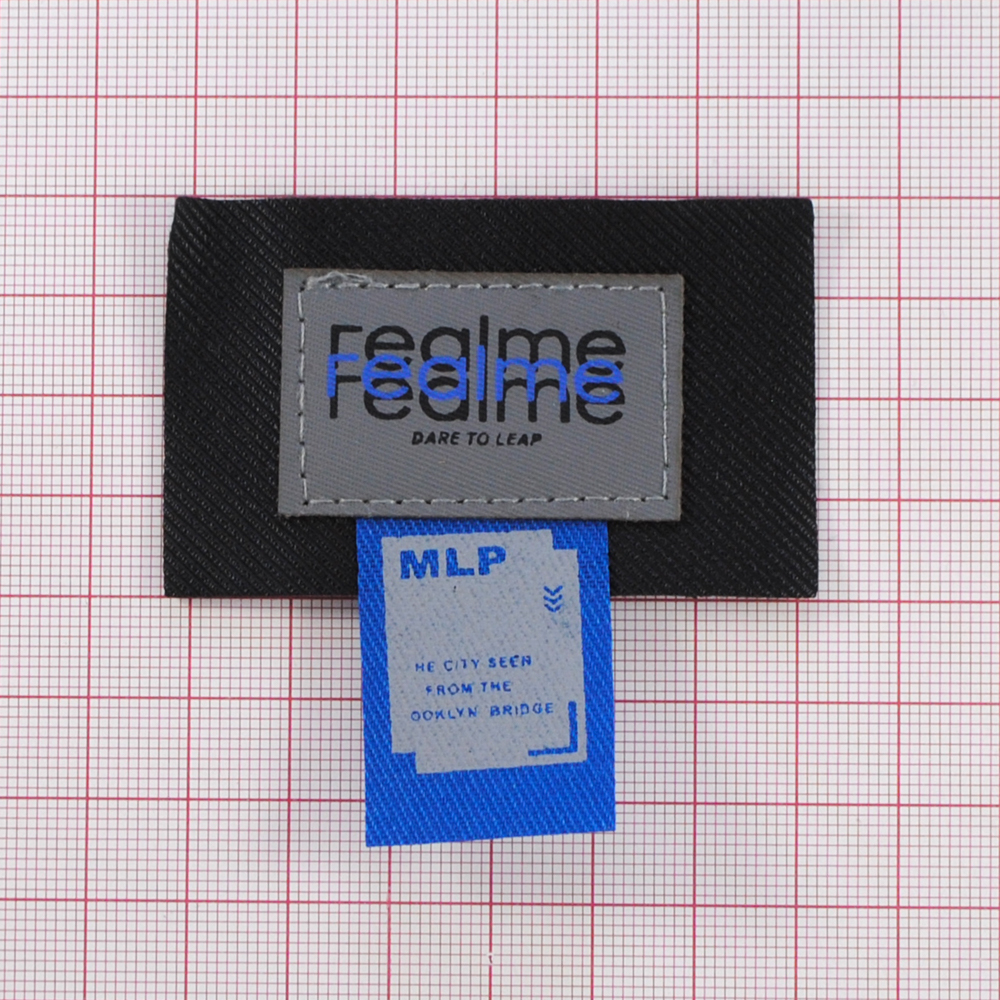 realme
realme
realme
DARE TO LEAP
MLP
HE CITY SEEN
FROM THE
OOKLYN BRIDGE